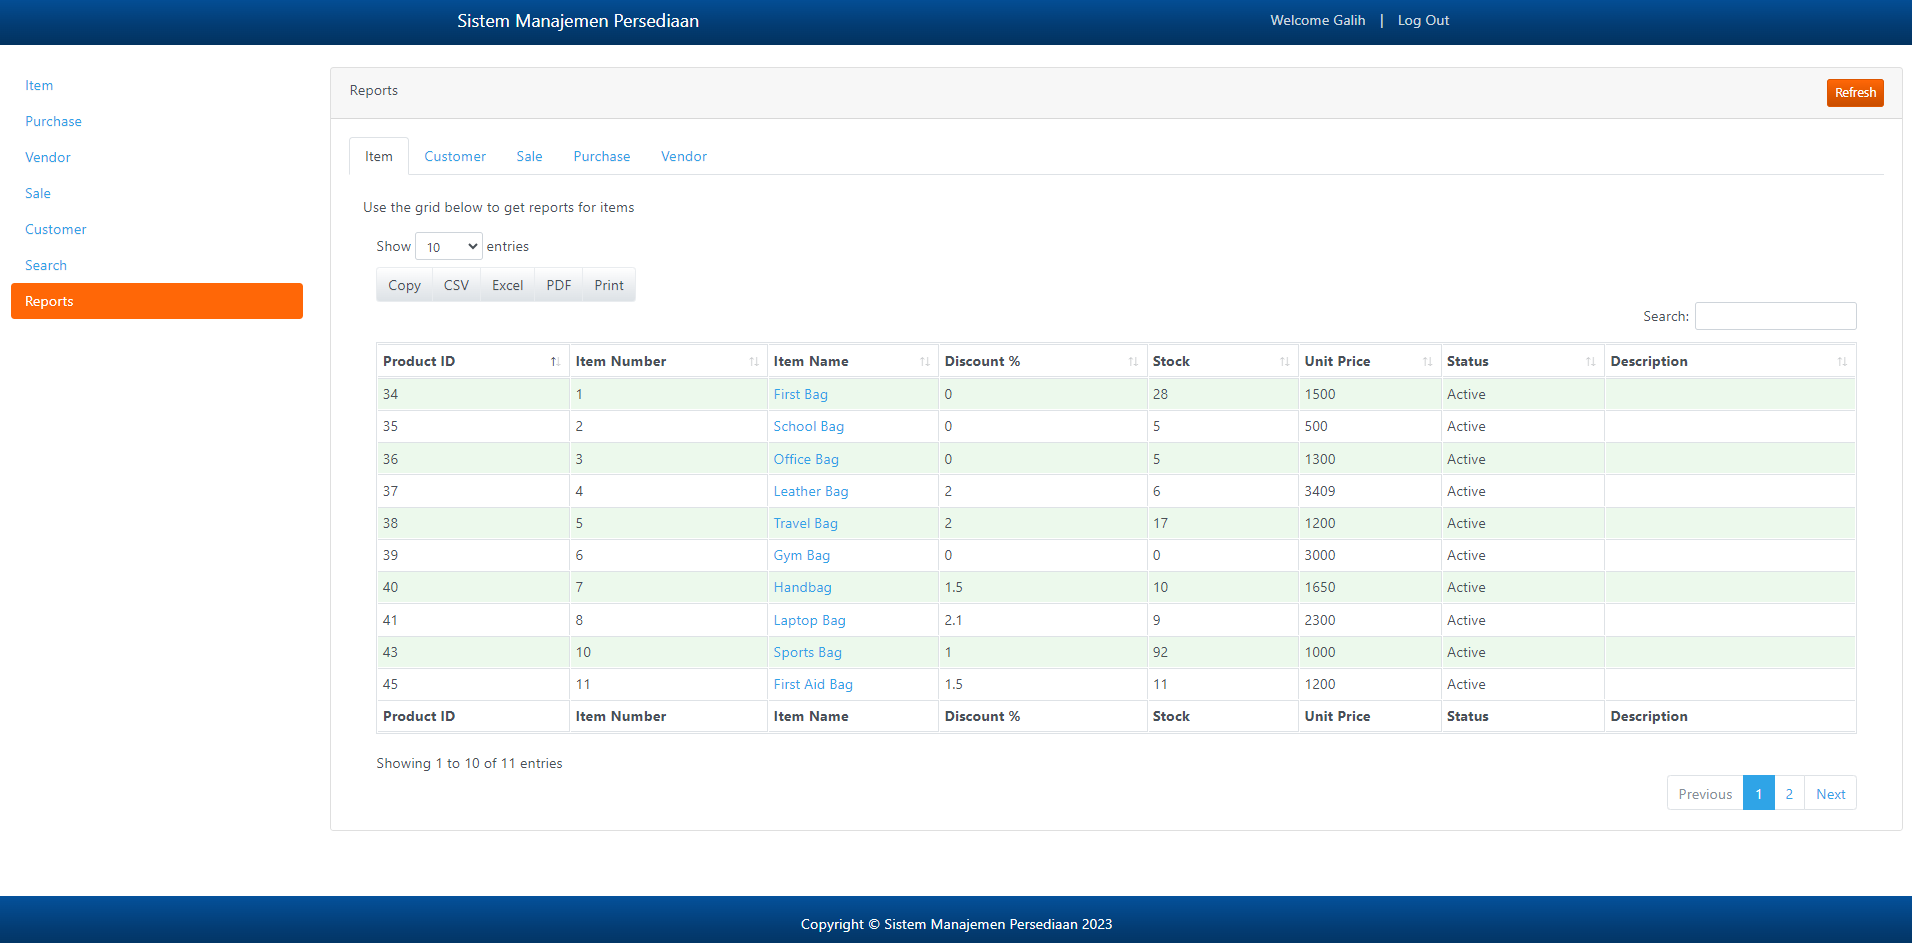 Sistem Manajemen Persediaan
Welcome Galih | Log Out
Item
Purchase
Vendor
Sale
Customer
Search
Reports
Reports
Refresh
Item Customer Sale Purchase Vendor
Use the grid below to get reports for items
Show 10 entries
Copy CSV Excel PDF Print
Search:
Product ID Item Number Item Name Discount % Stock Unit Price Status Description
34 1 First Bag 0 28 1500 Active
35 2 School Bag 0 5 500 Active
36 3 Office Bag 0 5 1300 Active
37 4 Leather Bag 2 6 3409 Active
38 5 Travel Bag 2 17 1200 Active
39 6 Gym Bag 0 0 3000 Active
40 7 Handbag 1.5 10 1650 Active
41 8 Laptop Bag 2.1 9 2300 Active
43 10 Sports Bag 1 92 1000 Active
45 11 First Aid Bag 1.5 11 1200 Active
Product ID Item Number Item Name Discount % Stock Unit Price Status Description
Showing 1 to 10 of 11 entries
Previous 1 2 Next
Copyright © Sistem Manajemen Persediaan 2023